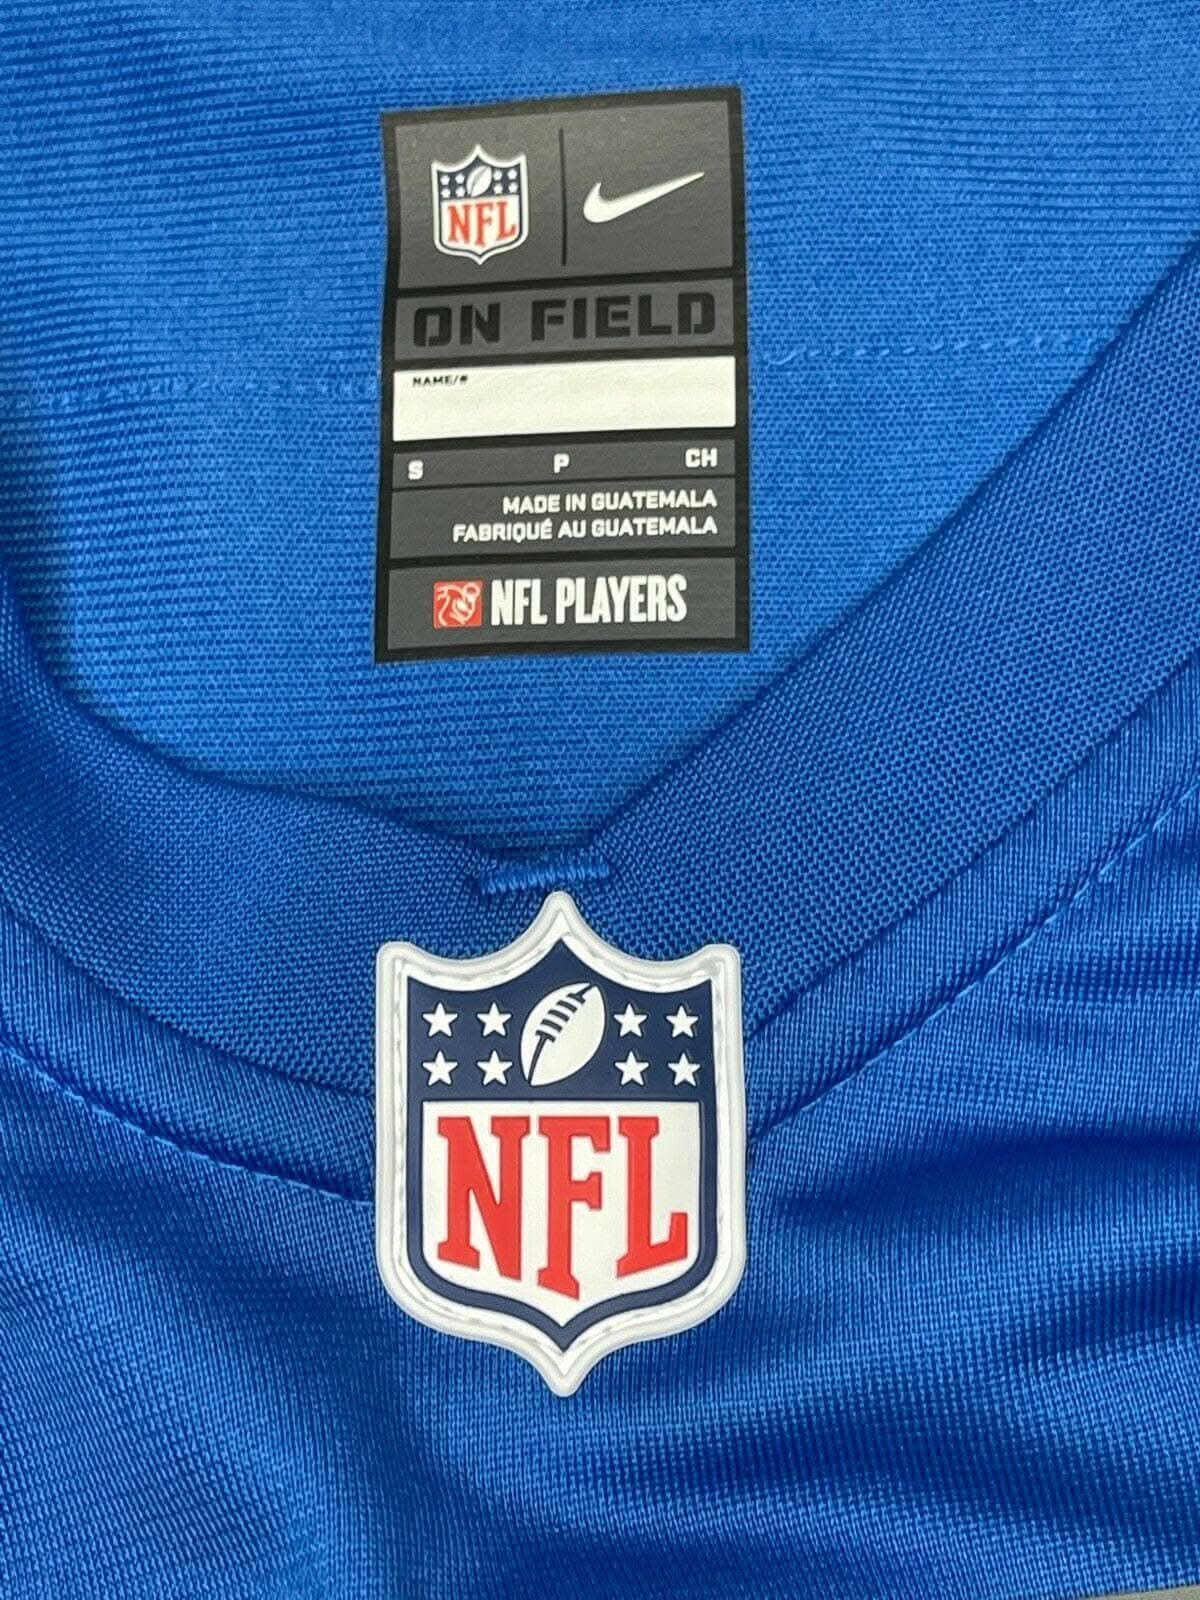 NFL
ON FIELD
NAME/#
S P CH
MADE IN GUATEMALA
FABRIQUÉ AU GUATEMALA
NFL PLAYERS
NFL